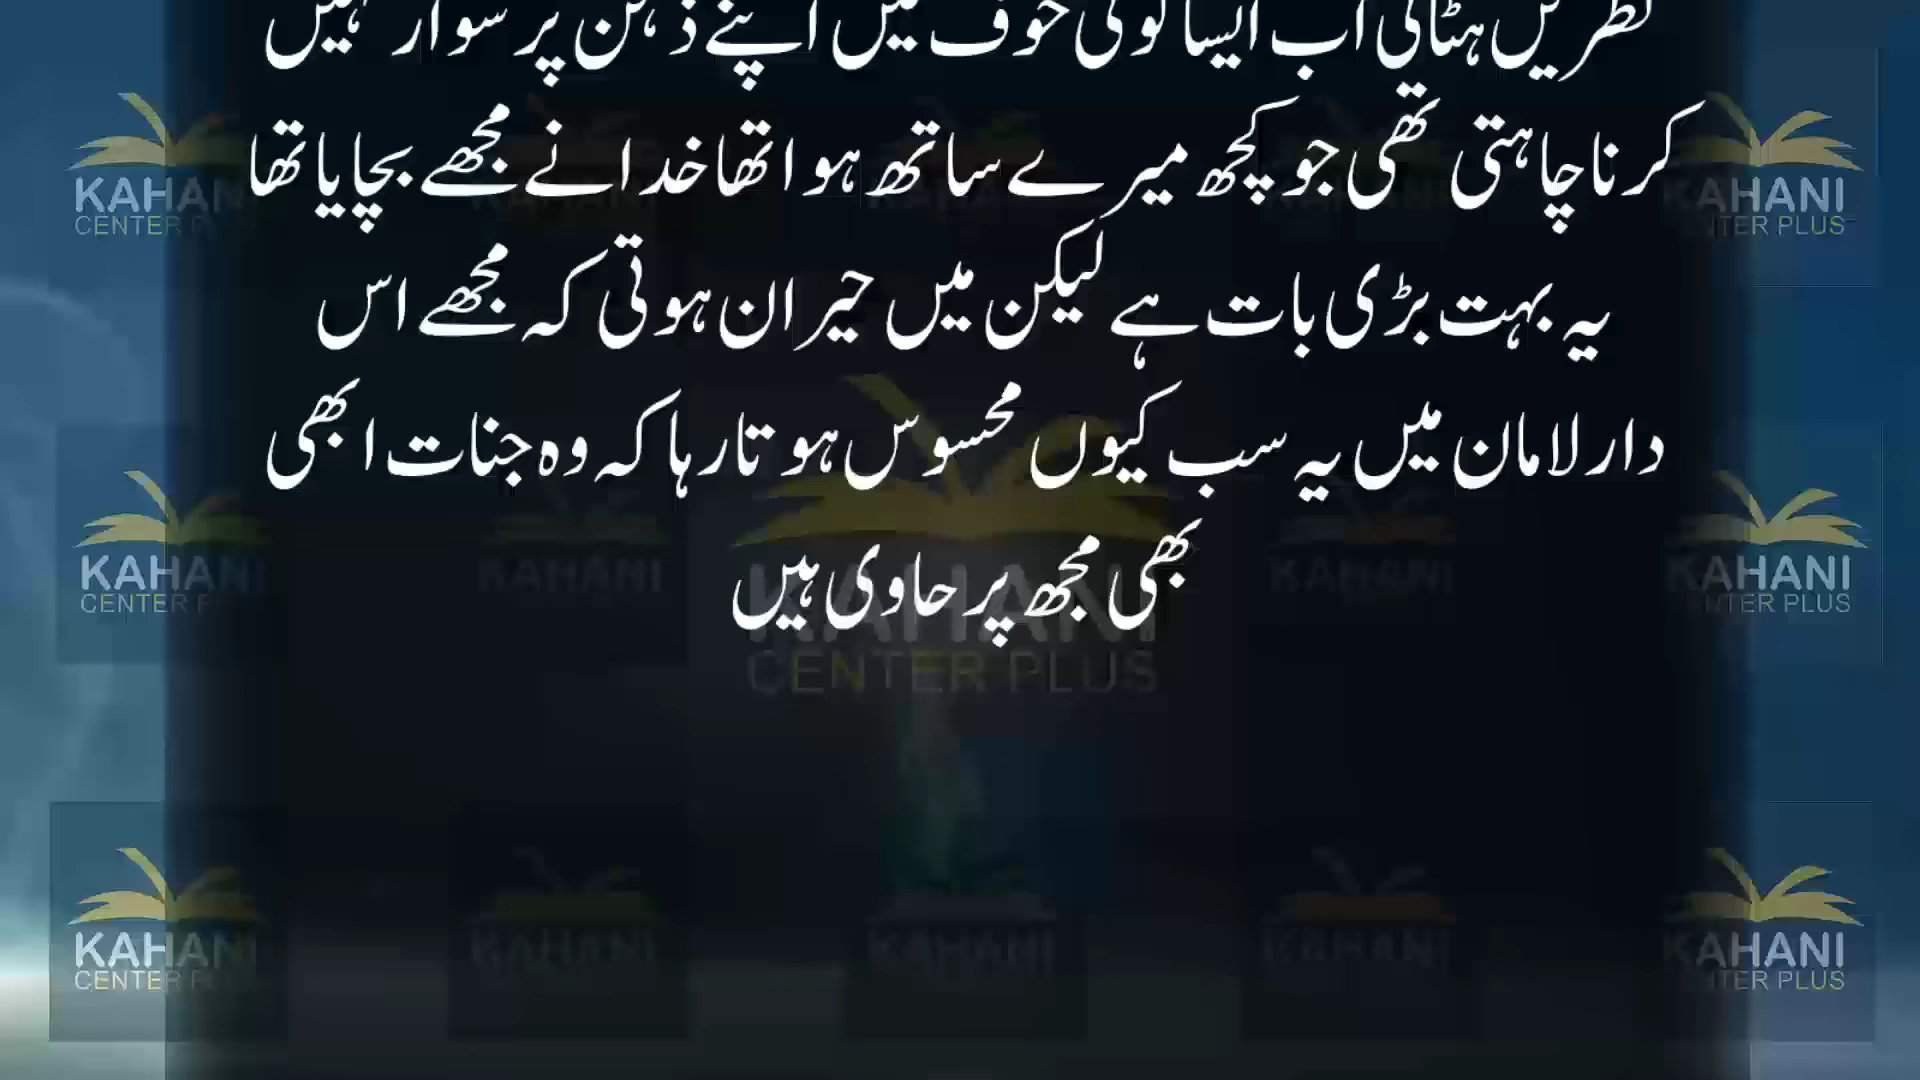 نظریں ہٹائی اب ایسا کوئی خوف میں اپنے ذہن پر سوار نہیں
کرنا چاہتی تھی جو کچھ میرے ساتھ ہوا تھا خدا نے مجھے بچایا تھا
یہ بہت بڑی بات ہے لیکن میں حیران ہوتی کہ مجھے اس
دارلامان میں یہ سب کیوں محسوس ہوتا رہا کہ وہ جنات ابھی
بھی مجھ پر حاوی ہیں
KAHANI
CENTER PLUS